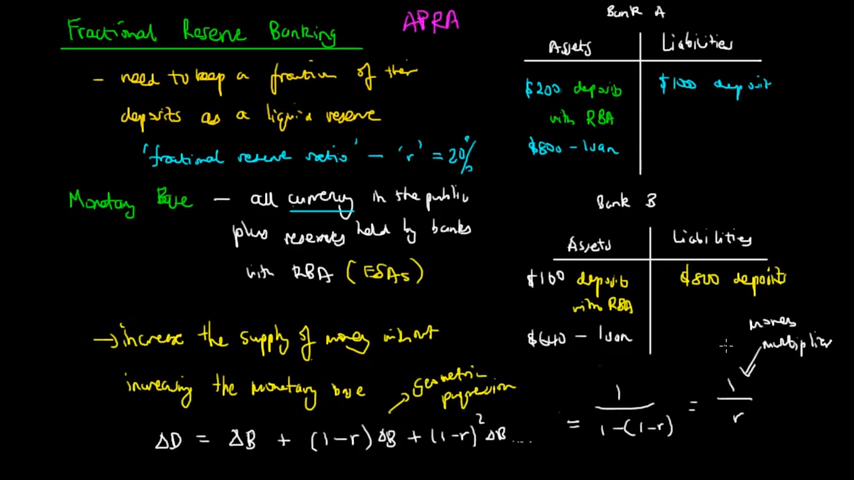 Fractional Reserve Banking
APRA
- need to keep a fraction of their
deposits as a liquid reserve
'fractional reserve ratio' - 'r' = 20%
Monetary Base - all currency in the public
plus reserves held by banks
with RBA (ESAs)
→ increase the supply of money without
increasing the monetary base
Geometric
progression
ΔD = ΔB + (1-r) ΔB + (1-r)² ΔB ....
Bank A
Assets Liabilities
$200 deposits $1000 deposit
with RBA
$800 - loan
Bank B
Assets Liabilities
$160 deposits $800 deposits
with RBA
$640 - loan
money
multiplier
= 1/1-(1-r) = 1/r